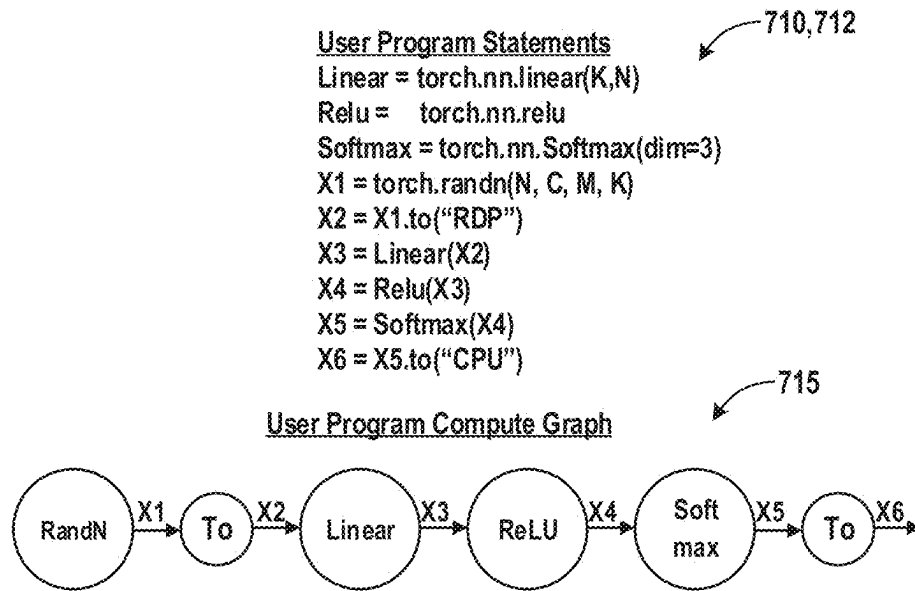 710,712
User Program Statements
Linear = torch.nn.linear(K,N)
Relu = torch.nn.relu
Softmax = torch.nn.Softmax(dim=3)
X1 = torch.randn(N, C, M, K)
X2 = X1.to(“RDP”)
X3 = Linear(X2)
X4 = Relu(X3)
X5 = Softmax(X4)
X6 = X5.to(“CPU”)
715
User Program Compute Graph
RandN X1 To X2 Linear X3 ReLU X4 Soft max X5 To X6